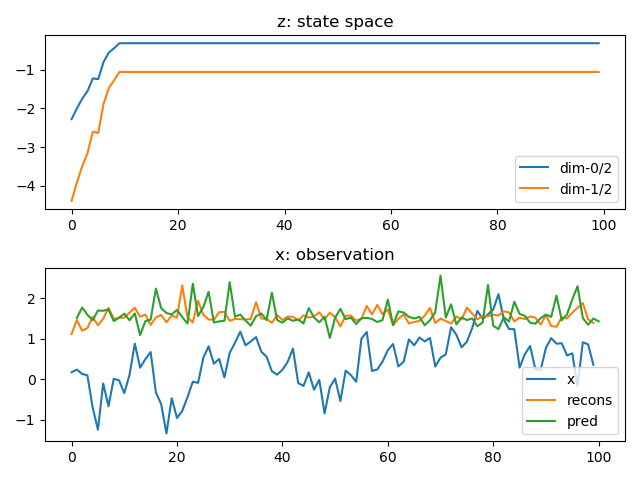 z: state space
−1
−2
−3
−4
dim-0/2
dim-1/2
0 20 40 60 80 100
x: observation
2
1
0
−1
x
recons
pred
0 20 40 60 80 100